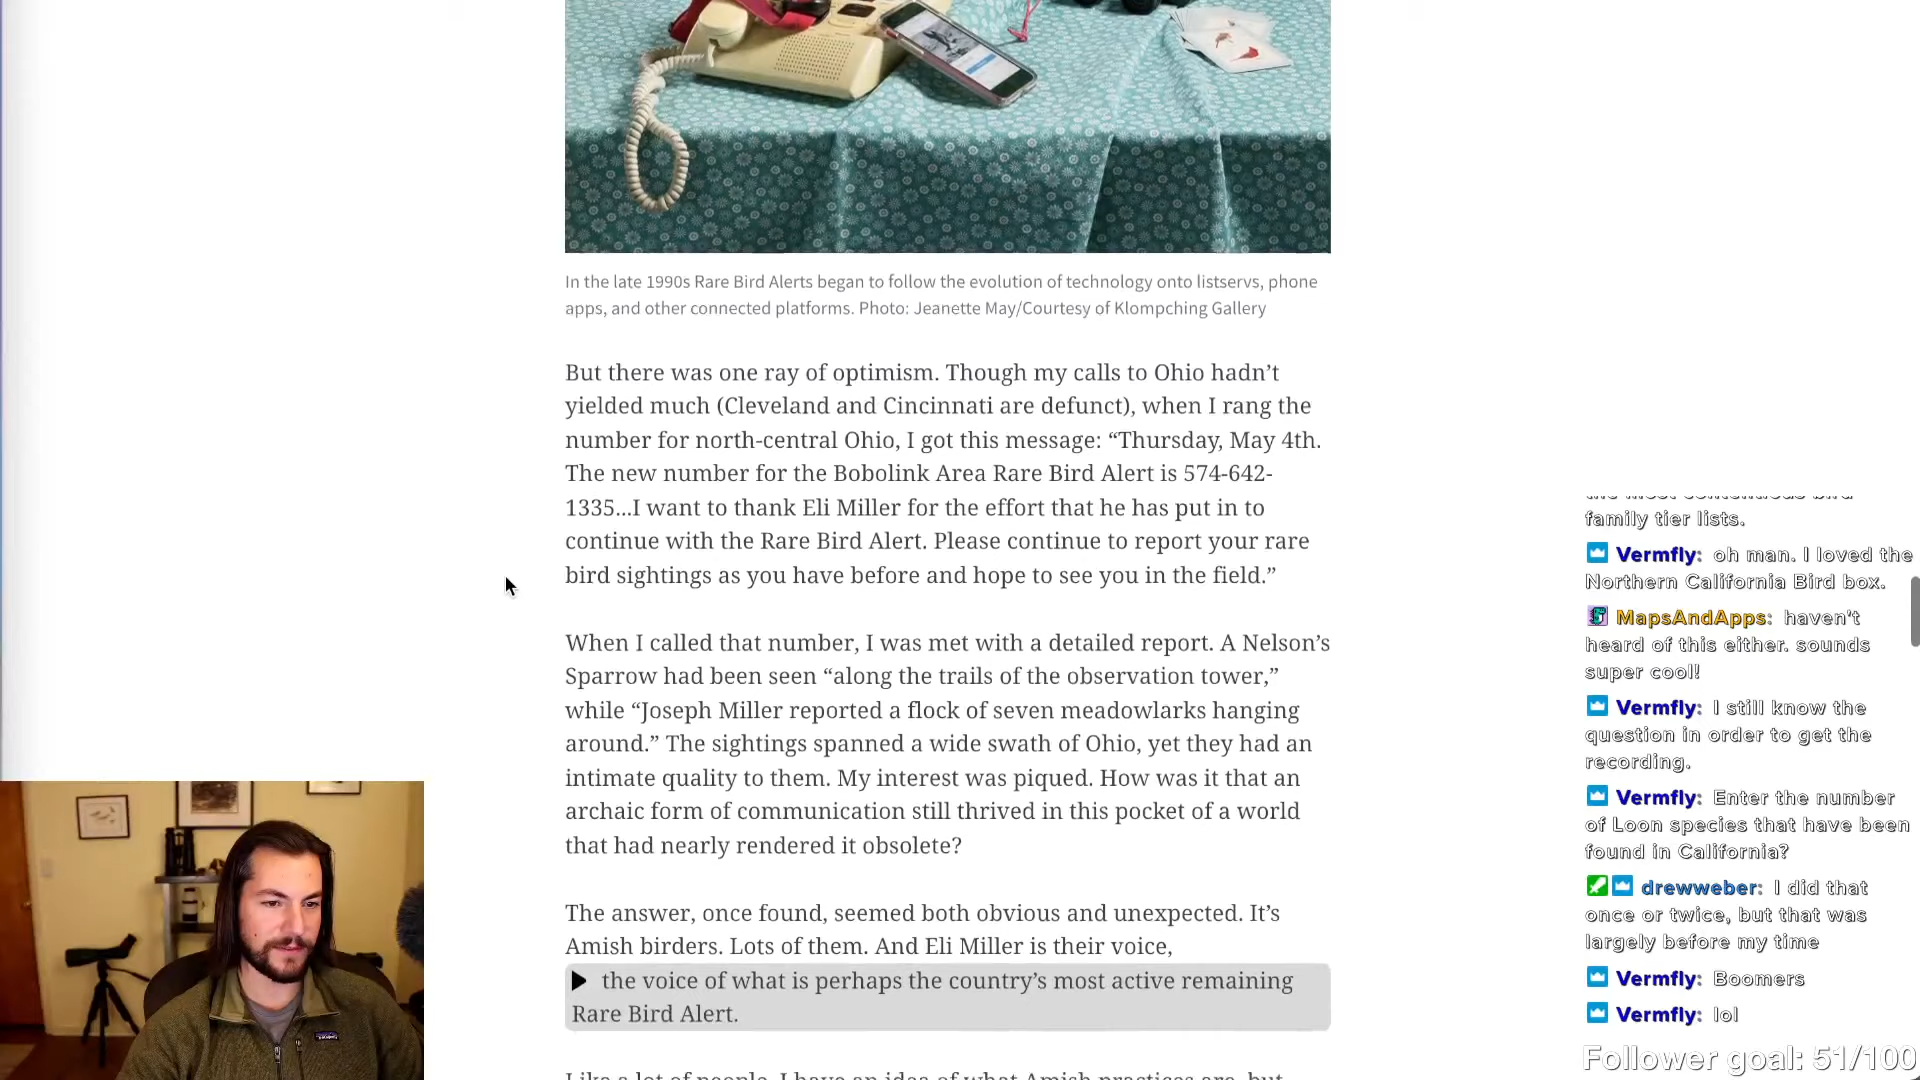 In the late 1990s Rare Bird Alerts began to follow the evolution of technology onto listservs, phone
apps, and other connected platforms. Photo: Jeanette May/Courtesy of Klompching Gallery
But there was one ray of optimism. Though my calls to Ohio hadn’t
yielded much (Cleveland and Cincinnati are defunct), when I rang the
number for north-central Ohio, I got this message: “Thursday, May 4th.
The new number for the Bobolink Area Rare Bird Alert is 574-642-
1335...I want to thank Eli Miller for the effort that he has put in to
continue with the Rare Bird Alert. Please continue to report your rare
bird sightings as you have before and hope to see you in the field.”
When I called that number, I was met with a detailed report. A Nelson’s
Sparrow had been seen “along the trails of the observation tower,”
while “Joseph Miller reported a flock of seven meadowlarks hanging
around.” The sightings spanned a wide swath of Ohio, yet they had an
intimate quality to them. My interest was piqued. How was it that an
archaic form of communication still thrived in this pocket of a world
that had nearly rendered it obsolete?
The answer, once found, seemed both obvious and unexpected. It’s
Amish birders. Lots of them. And Eli Miller is their voice,
the voice of what is perhaps the country’s most active remaining
Rare Bird Alert.
Like a lot of people, I have an idea of what Amish practices are, but
family tier lists.
Vermfly: oh man. I loved the
Northern California Bird box.
MapsAndApps: haven't
heard of this either. sounds
super cool!
Vermfly: I still know the
question in order to get the
recording.
Vermfly: Enter the number
of Loon species that have been
found in California?
drewweber: I did that
once or twice, but that was
largely before my time
Vermfly: Boomers
Vermfly: lol
Follower goal: 51/100